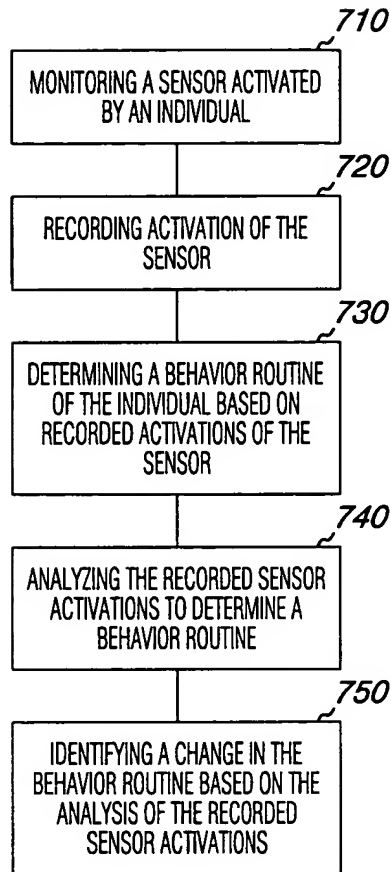 710
MONITORING A SENSOR ACTIVATED
BY AN INDIVIDUAL
720
RECORDING ACTIVATION OF THE
SENSOR
730
DETERMINING A BEHAVIOR ROUTINE
OF THE INDIVIDUAL BASED ON
RECORDED ACTIVATIONS OF THE
SENSOR
740
ANALYZING THE RECORDED SENSOR
ACTIVATIONS TO DETERMINE A
BEHAVIOR ROUTINE
750
IDENTIFYING A CHANGE IN THE
BEHAVIOR ROUTINE BASED ON THE
ANALYSIS OF THE RECORDED
SENSOR ACTIVATIONS